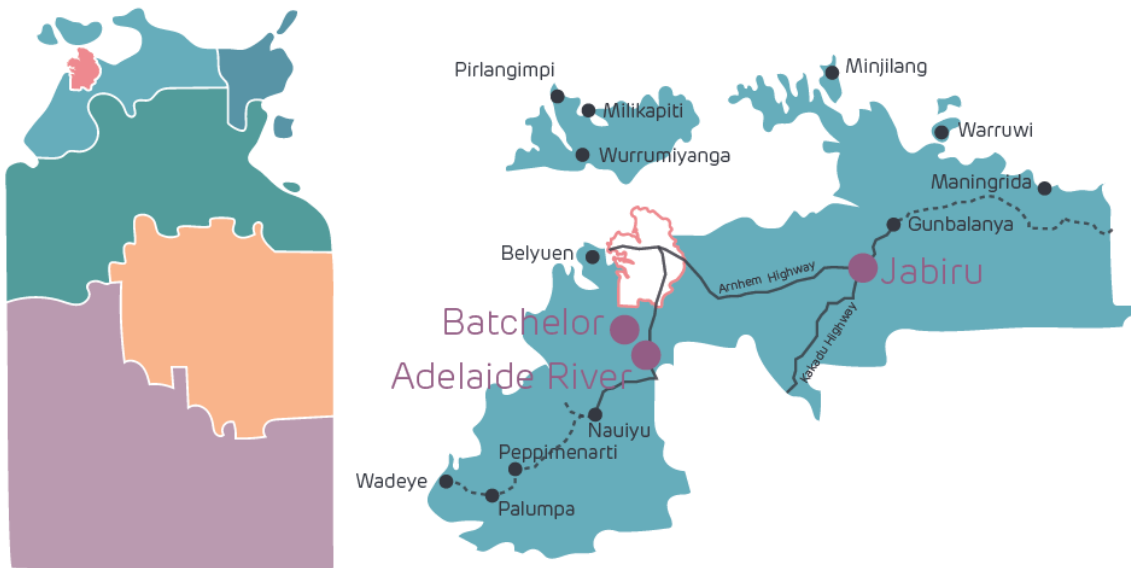 Pirlangimpi
Minjilang
Milikapiti
Warruwi
Wurrumiyanga
Maningrida
Gunbalanya
Belyuen
Arnhem Highway
Jabiru
Batchelor
Kakadu Highway
Adelaide River
Nauiyu
Peppimenarti
Wadeye
Palumpa